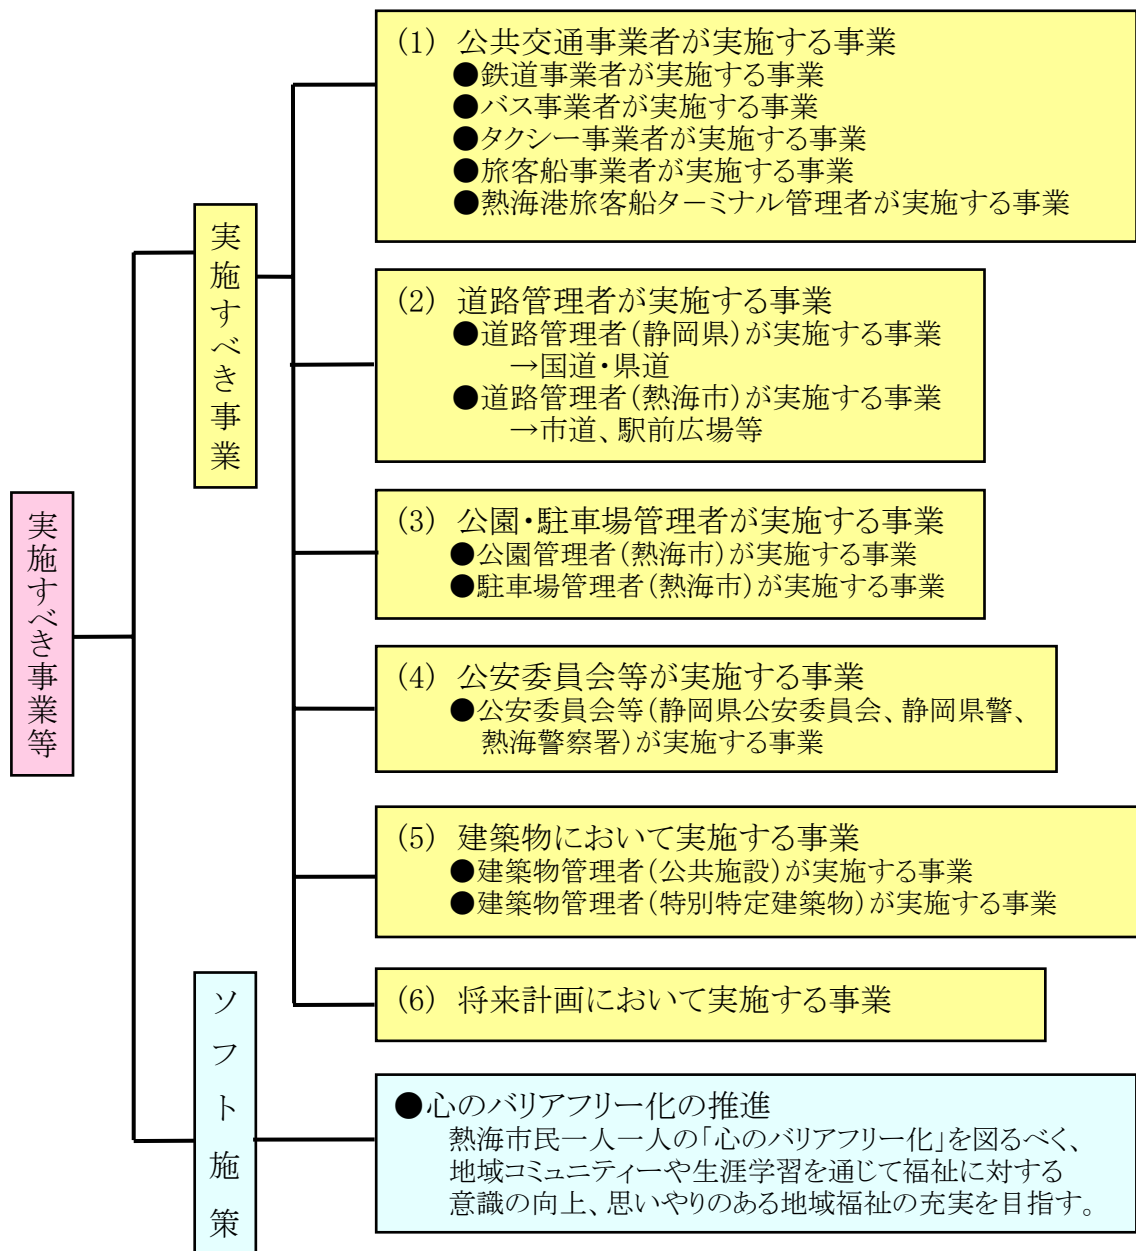 実施すべき事業等
実施すべき事業
(1) 公共交通事業者が実施する事業
●鉄道事業者が実施する事業
●バス事業者が実施する事業
●タクシー事業者が実施する事業
●旅客船事業者が実施する事業
●熱海港旅客船ターミナル管理者が実施する事業
(2) 道路管理者が実施する事業
●道路管理者(静岡県)が実施する事業
→国道・県道
●道路管理者(熱海市)が実施する事業
→市道、駅前広場等
(3) 公園・駐車場管理者が実施する事業
●公園管理者(熱海市)が実施する事業
●駐車場管理者(熱海市)が実施する事業
(4) 公安委員会等が実施する事業
●公安委員会等(静岡県公安委員会、静岡県警、
熱海警察署)が実施する事業
(5) 建築物において実施する事業
●建築物管理者(公共施設)が実施する事業
●建築物管理者(特別特定建築物)が実施する事業
(6) 将来計画において実施する事業
ソフト施策
●心のバリアフリー化の推進
熱海市民一人一人の「心のバリアフリー化」を図るべく、
地域コミュニティーや生涯学習を通じて福祉に対する
意識の向上、思いやりのある地域福祉の充実を目指す。